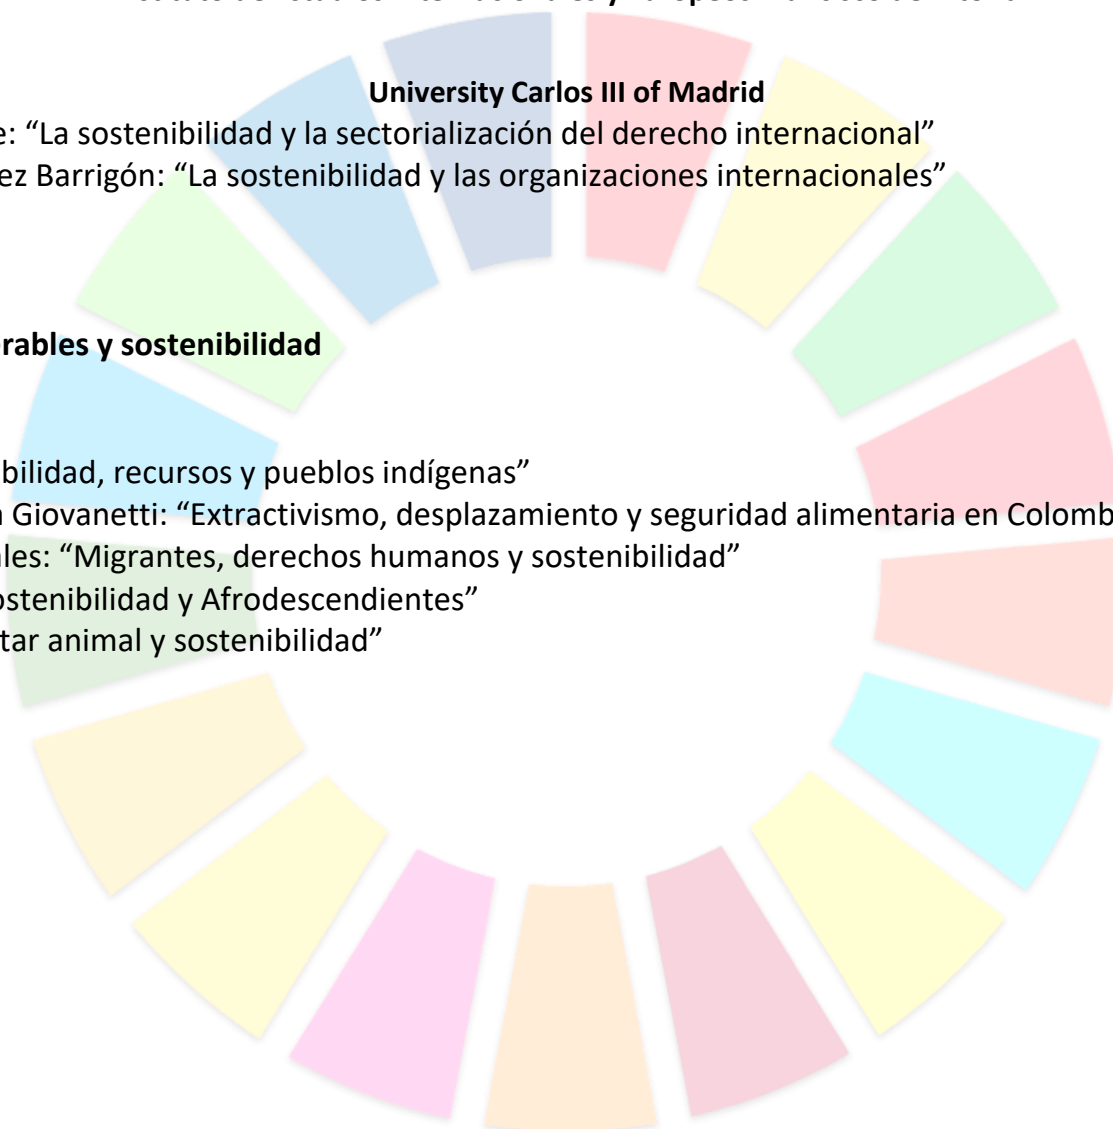 University Carlos III of Madrid
e: “La sostenibilidad y la sectorialización del derecho internacional”
ez Barrigón: “La sostenibilidad y las organizaciones internacionales”
rables y sostenibilidad
bilidad, recursos y pueblos indígenas”
Giovanetti: “Extractivismo, desplazamiento y seguridad alimentaria en Colomb
ales: “Migrantes, derechos humanos y sostenibilidad”
ostenibilidad y Afrodescendientes”
tar animal y sostenibilidad”